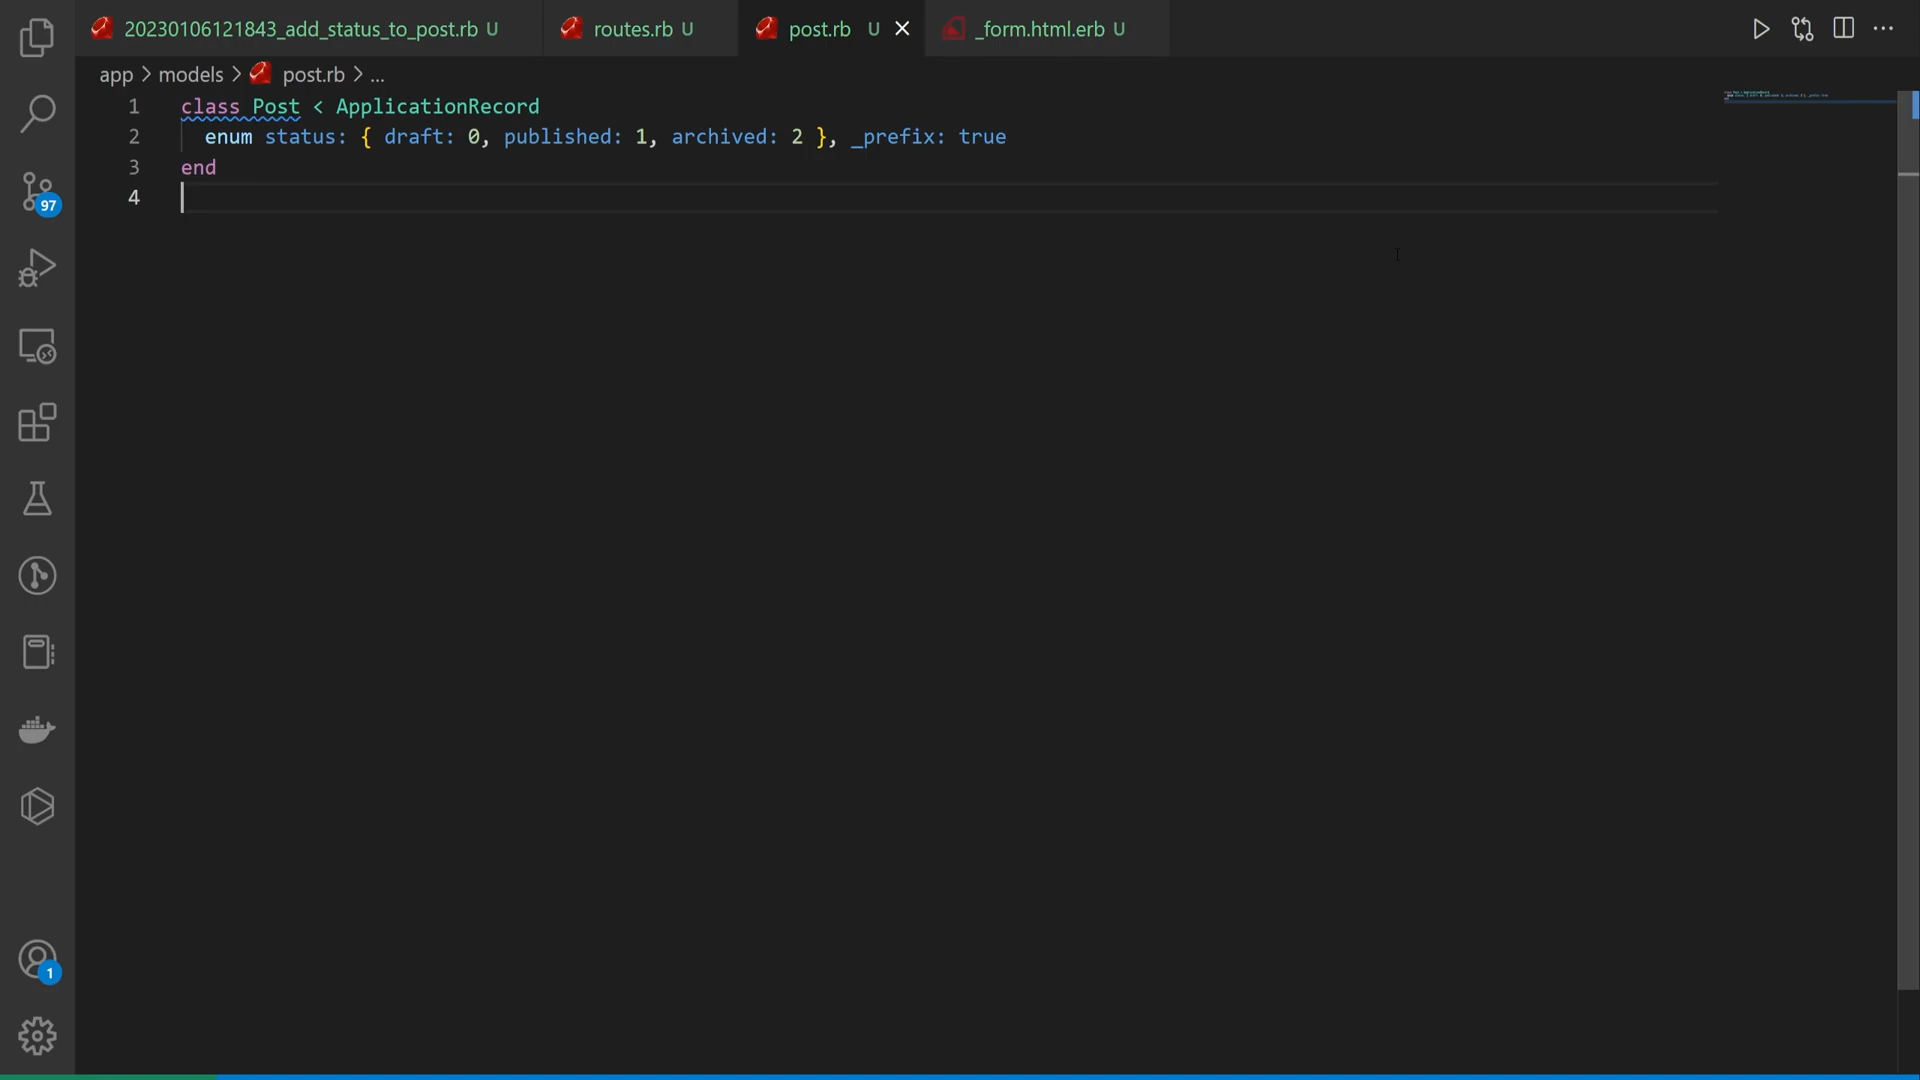 20230106121843_add_status_to_post.rb U routes.rb U post.rb U _form.html.erb U
app > models > post.rb > ...
1 class Post < ApplicationRecord
2 enum status: { draft: 0, published: 1, archived: 2 }, _prefix: true
3 end
4
97
1